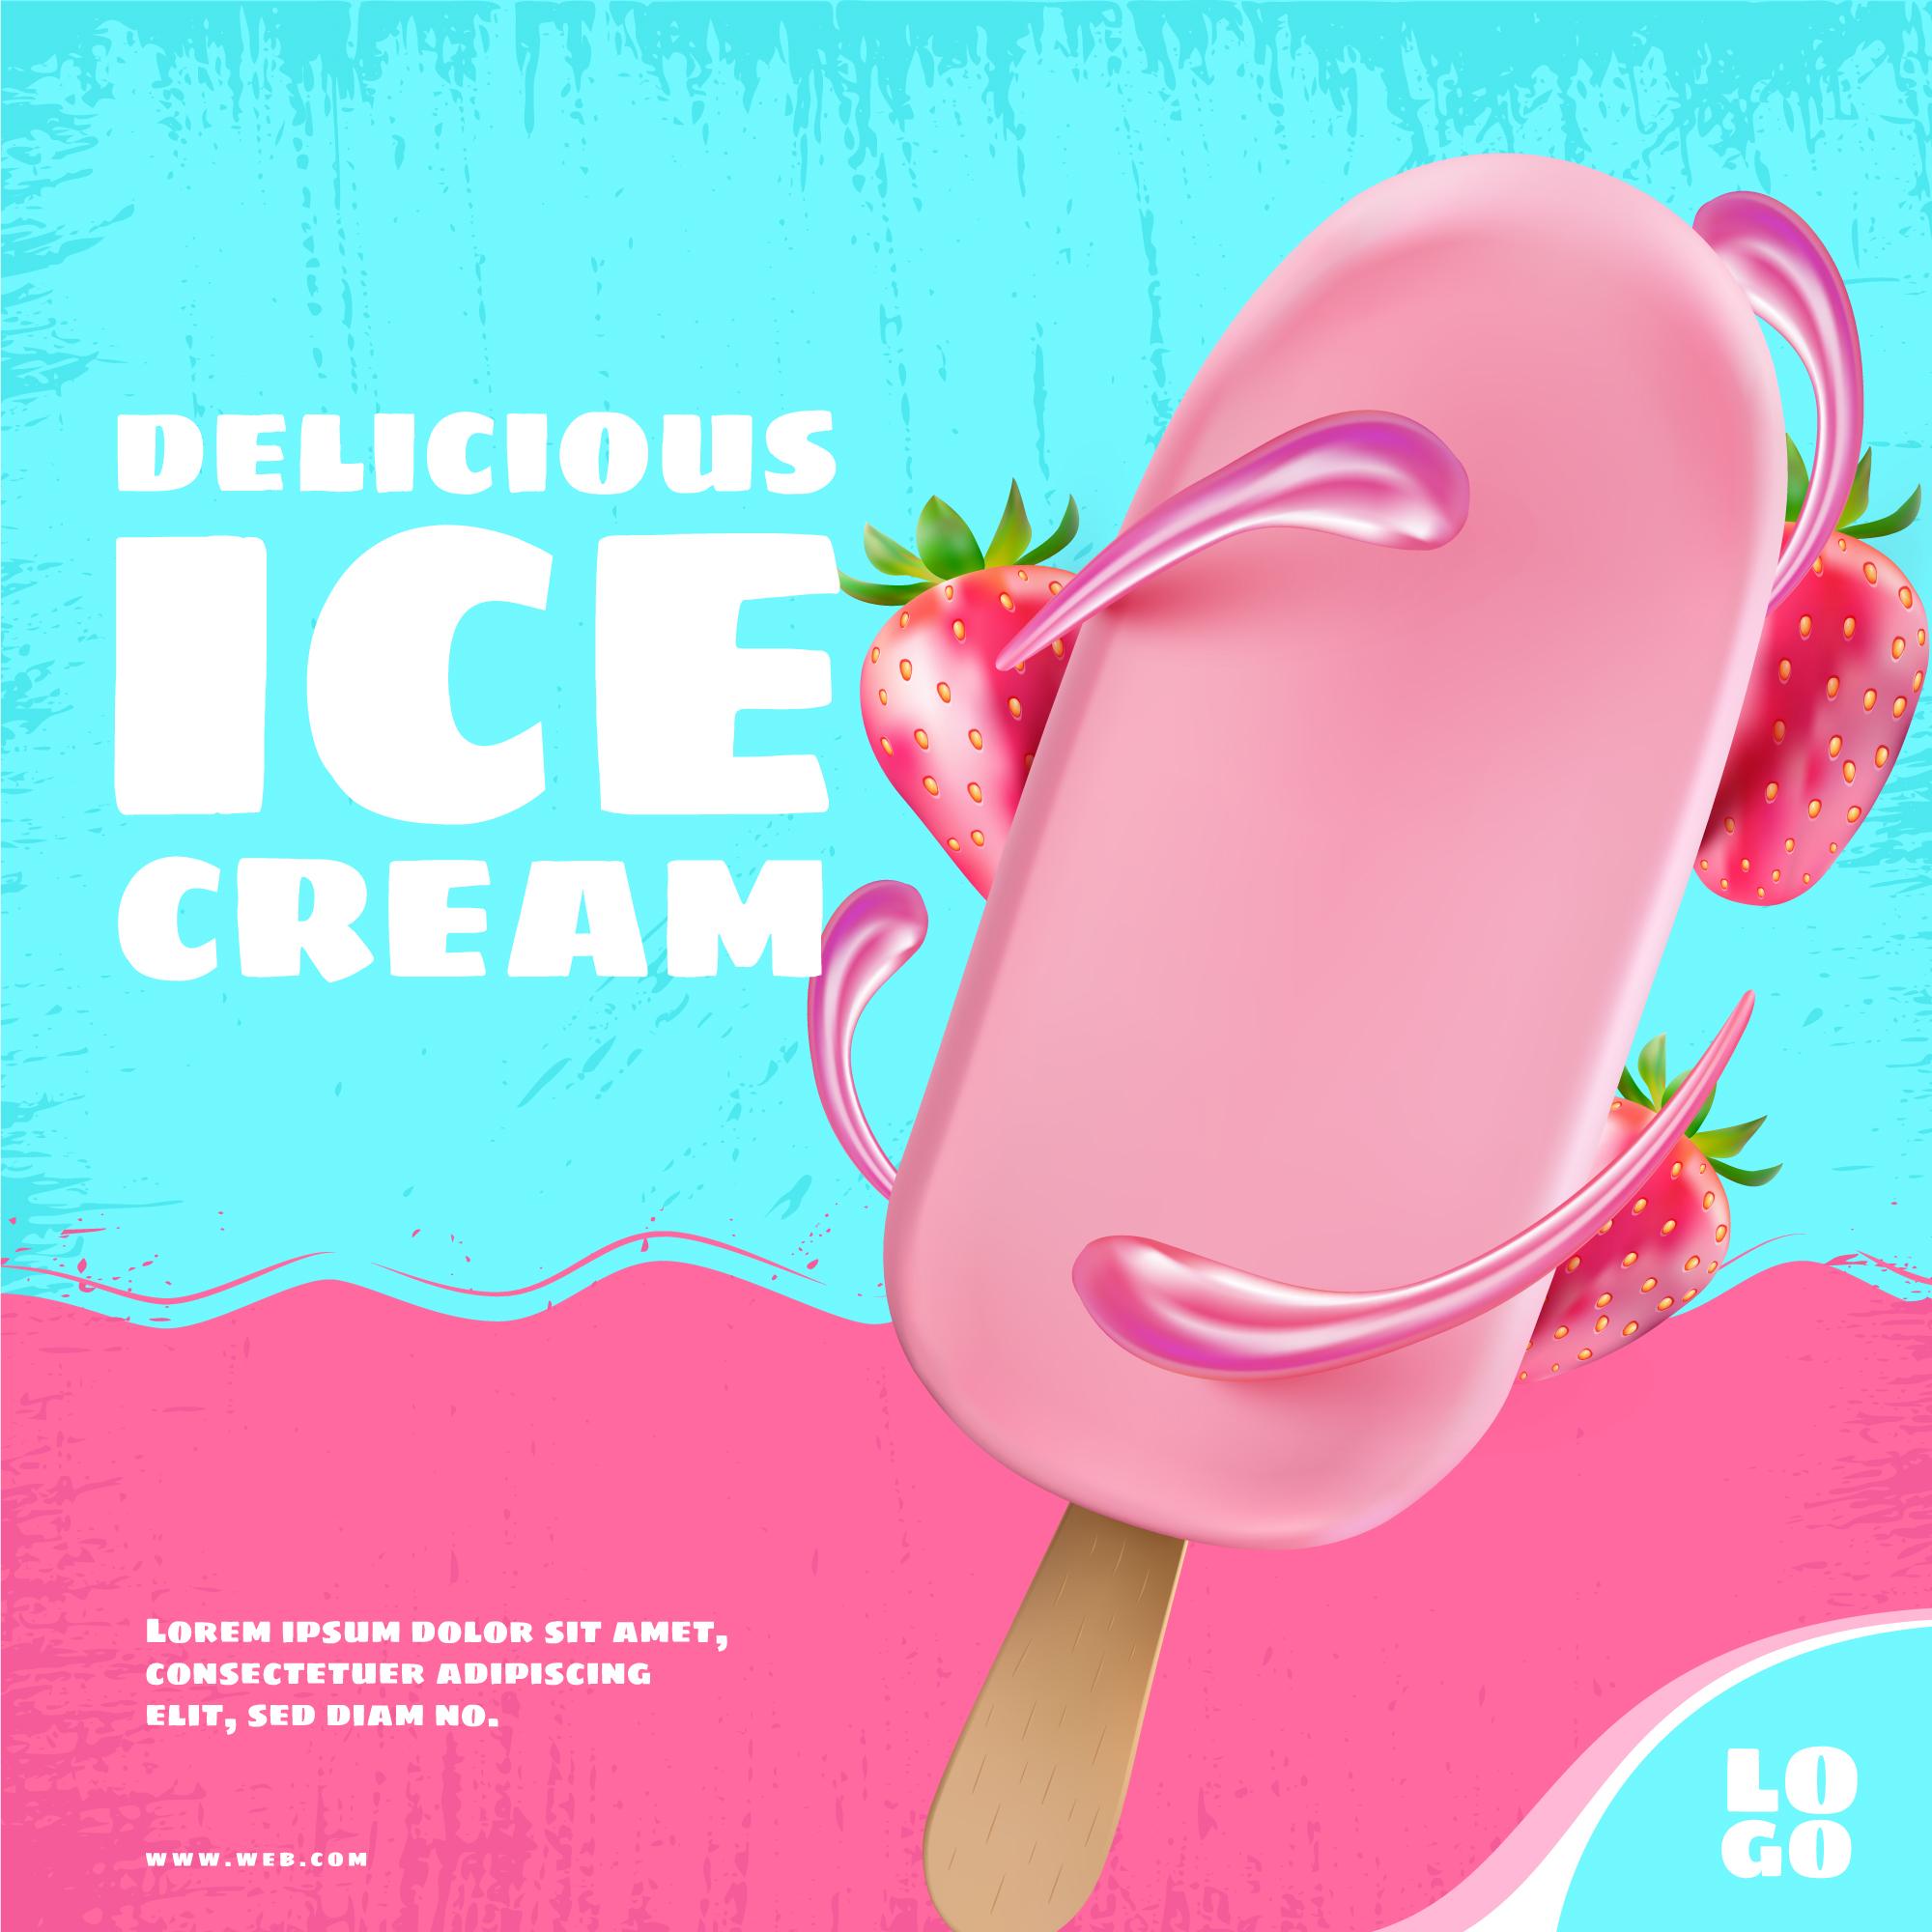 DELICIOUS
ICE
CREAM
LOREM IPSUM DOLOR SIT AMET,
CONSECTETUER ADIPISCING
ELIT, SED DIAM NO.
WWW.WEB.COM
LO
GO